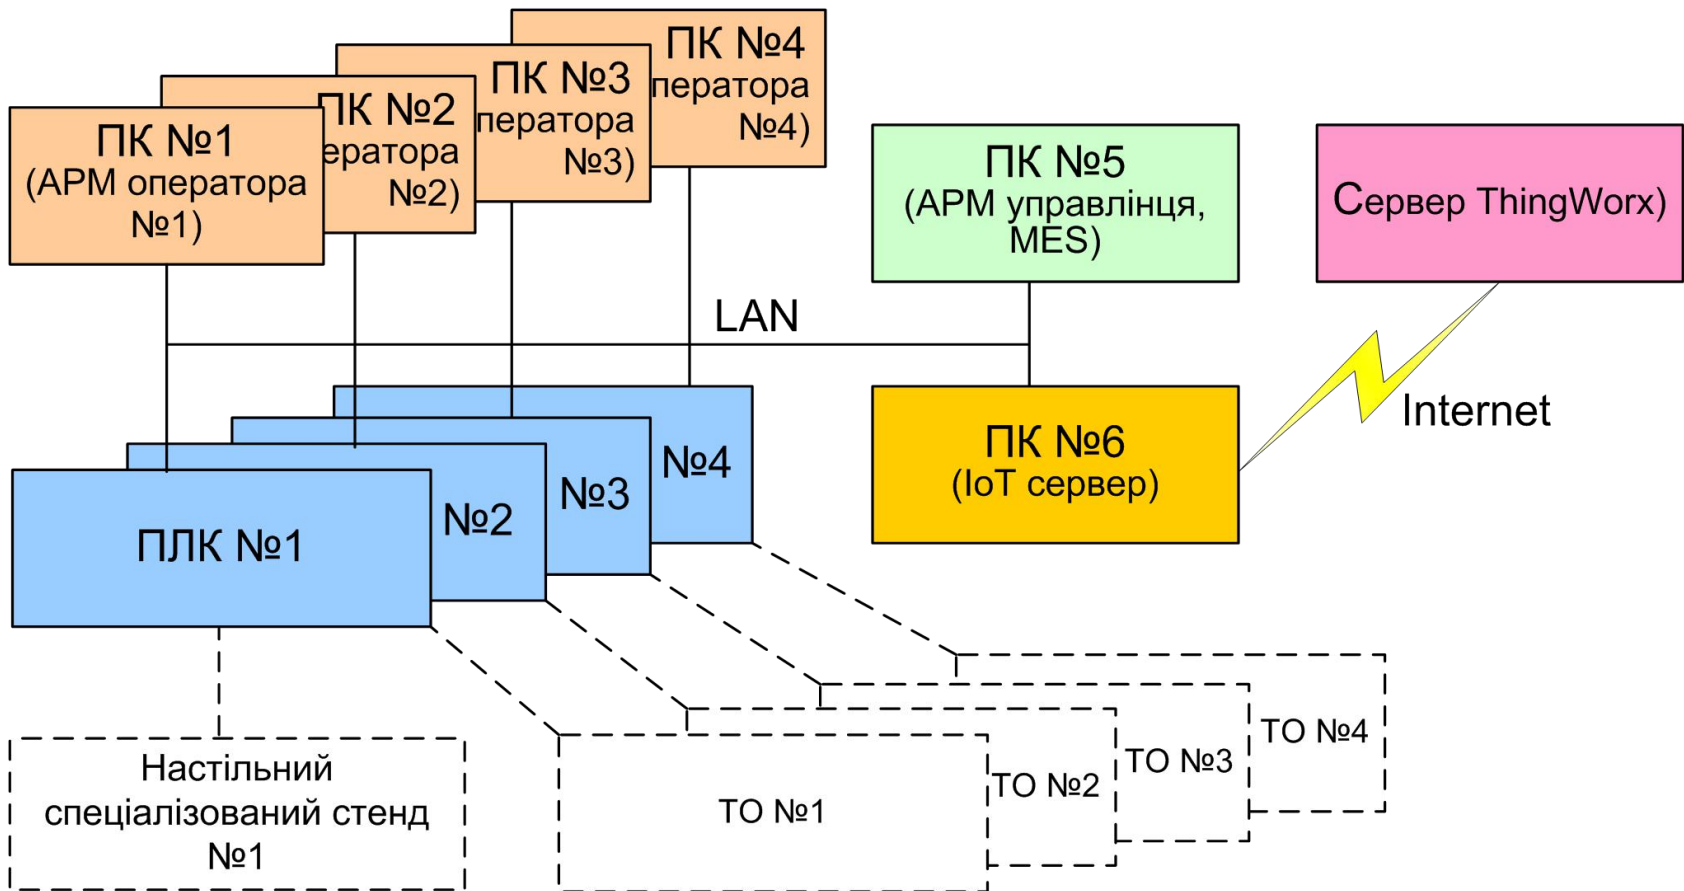 ПК №1
(АРМ оператора
№1)
ПК №2
ератора
№2)
ПК №3
ператора
№3)
ПК №4
ператора
№4)
ПК №5
(АРМ управлінця,
MES)
Сервер ThingWorx)
LAN
Internet
ПК №6
(IoT сервер)
ПЛК №1
№2
№3
№4
Настільний
спеціалізований стенд
№1
ТО №1
ТО №2
ТО №3
ТО №4